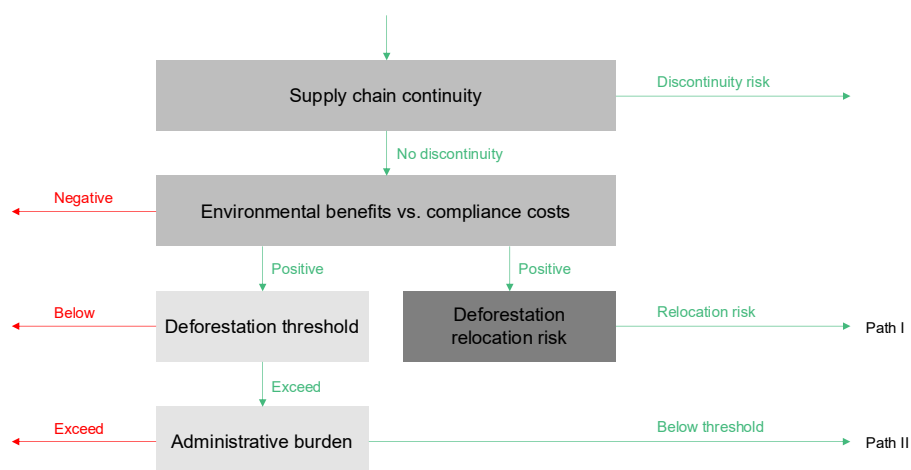 Supply chain continuity
Discontinuity risk
No discontinuity
Negative
Environmental benefits vs. compliance costs
Positive
Positive
Below
Deforestation threshold
Deforestation
relocation risk
Relocation risk
Path I
Exceed
Exceed
Administrative burden
Below threshold
Path II